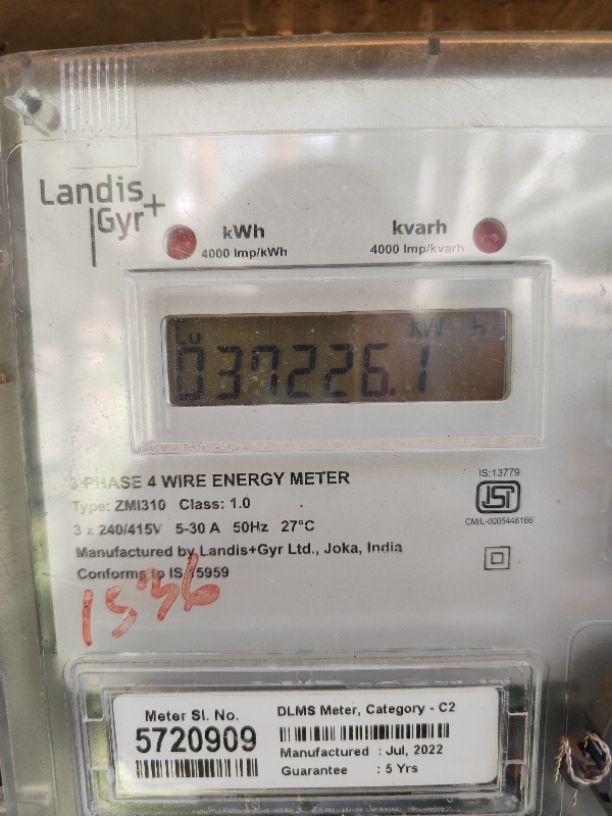 Landis
Gyr+
kWh
4000 Imp/kWh
kvarh
4000 Imp/kvarh
Cu
kW h
037226.1
3 PHASE 4 WIRE ENERGY METER
Type: ZMI310 Class: 1.0
3 x 240/415V 5-30 A 50Hz 27°C
Manufactured by Landis+Gyr Ltd., Joka, India
Conforms to IS 15959
IS:13779
ISI
CM/L-0005446166
1536
Meter Sl. No.
5720909
DLMS Meter, Category - C2
Manufactured : Jul, 2022
Guarantee : 5 Yrs